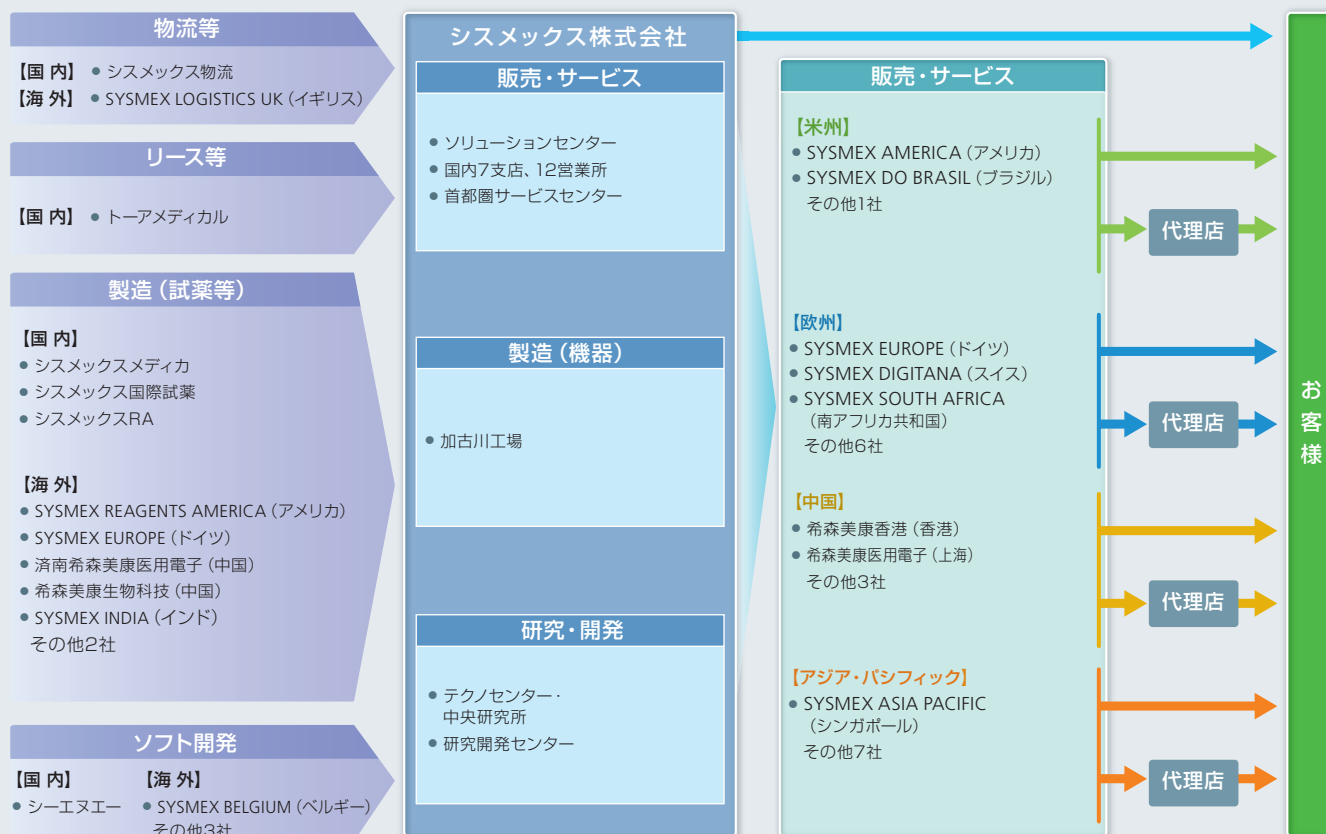 物流等
【国 内】 ● シスメックス物流
【海 外】 ● SYSMEX LOGISTICS UK（イギリス）
リース等
【国 内】 ● トーアメディカル
製造（試薬等）
【国 内】
● シスメックスメディカ
● シスメックス国際試薬
● シスメックスRA
【海 外】
● SYSMEX REAGENTS AMERICA（アメリカ）
● SYSMEX EUROPE（ドイツ）
● 済南希森美康医用電子（中国）
● 希森美康生物科技（中国）
● SYSMEX INDIA（インド）
その他2社
ソフト開発
【国 内】 【海 外】
● シーエヌエー ● SYSMEX BELGIUM（ベルギー）
その他3社
シスメックス株式会社
販売・サービス
● ソリューションセンター
● 国内7支店、12営業所
● 首都圏サービスセンター
製造（機器）
● 加古川工場
研究・開発
● テクノセンター・
中央研究所
● 研究開発センター
販売・サービス
【米州】
● SYSMEX AMERICA（アメリカ）
● SYSMEX DO BRASIL（ブラジル）
その他1社
代理店
【欧州】
● SYSMEX EUROPE（ドイツ）
● SYSMEX DIGITANA（スイス）
● SYSMEX SOUTH AFRICA
（南アフリカ共和国）
その他6社
代理店
【中国】
● 希森美康香港（香港）
● 希森美康医用電子（上海）
その他3社
代理店
【アジア・パシフィック】
● SYSMEX ASIA PACIFIC
（シンガポール）
その他7社
代理店
お客様